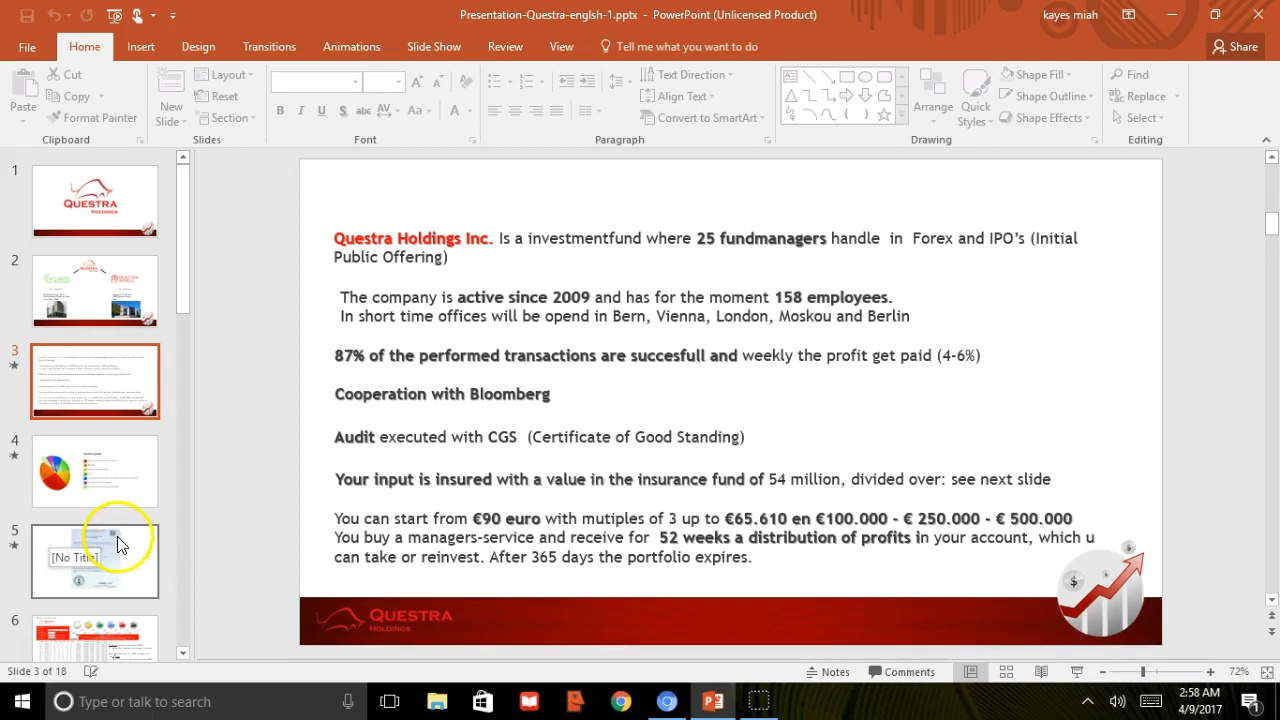 Presentation-Questra-englsh-1.pptx - PowerPoint (Unlicensed Product)
kayes miah
File Home Insert Design Transitions Animations Slide Show Review View Tell me what you want to do Share
Paste
Cut
Copy
Format Painter
Clipboard
New Slide
Layout
Reset
Section
Slides
Font
Text Direction
Align Text
Convert to SmartArt
Paragraph
Arrange
Quick Styles
Shape Fill
Shape Outline
Shape Effects
Drawing
Find
Replace
Select
Editing
1
QUESTRA
HOLDINGS
2
3
4
5
[No Title]
6
Questra Holdings Inc. Is a investmentfund where 25 fundmanagers handle in Forex and IPO's (Initial
Public Offering)
The company is active since 2009 and has for the moment 158 employees.
In short time offices will be opend in Bern, Vienna, London, Moskou and Berlin
87% of the performed transactions are succesfull and weekly the profit get paid (4-6%)
Cooperation with Bloomberg
Audit executed with CGS (Certificate of Good Standing)
Your input is insured with a value in the insurance fund of 54 million, divided over: see next slide
You can start from €90 euro with mutiples of 3 up to €65.610 en €100.000 - € 250.000 - € 500.000
You buy a managers-service and receive for 52 weeks a distribution of profits in your account, which u
can take or reinvest. After 365 days the portfolio expires.
QUESTRA
HOLDINGS
Slide 3 of 18
Notes
Comments
72%
Type or talk to search
2:58 AM
4/9/2017